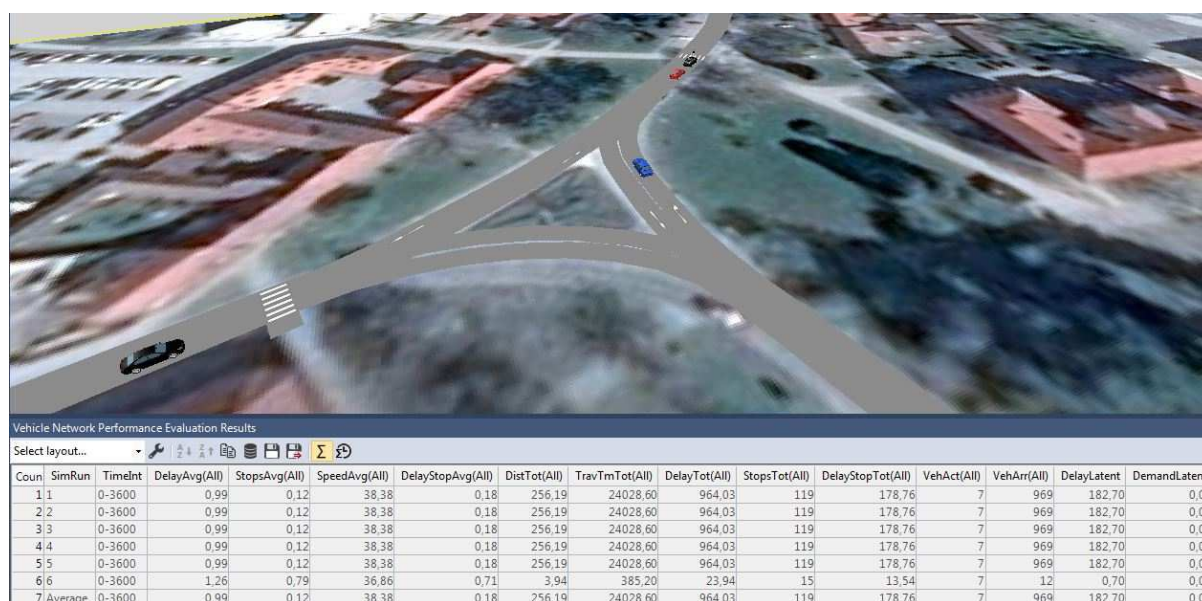 Vehicle Network Performance Evaluation Results
Select layout...
Coun SimRun TimeInt DelayAvg(All) StopsAvg(All) SpeedAvg(All) DelayStopAvg(All) DistTot(All) TravTmTot(All) DelayTot(All) StopsTot(All) DelayStopTot(All) VehAct(All) VehArr(All) DelayLatent DemandLaten
1 1 0-3600 0,99 0,12 38,38 0,18 256,19 24028,60 964,03 119 178,76 7 969 182,70 0,0
2 2 0-3600 0,99 0,12 38,38 0,18 256,19 24028,60 964,03 119 178,76 7 969 182,70 0,0
3 3 0-3600 0,99 0,12 38,38 0,18 256,19 24028,60 964,03 119 178,76 7 969 182,70 0,0
4 4 0-3600 0,99 0,12 38,38 0,18 256,19 24028,60 964,03 119 178,76 7 969 182,70 0,0
5 5 0-3600 0,99 0,12 38,38 0,18 256,19 24028,60 964,03 119 178,76 7 969 182,70 0,0
6 6 0-3600 1,26 0,79 36,86 0,71 3,94 385,20 23,94 15 13,54 7 12 0,70 0,0
7 Average 0-3600 0,99 0,12 38,38 0,18 256,19 24028,60 964,03 119 178,76 7 969 182,70 0,0